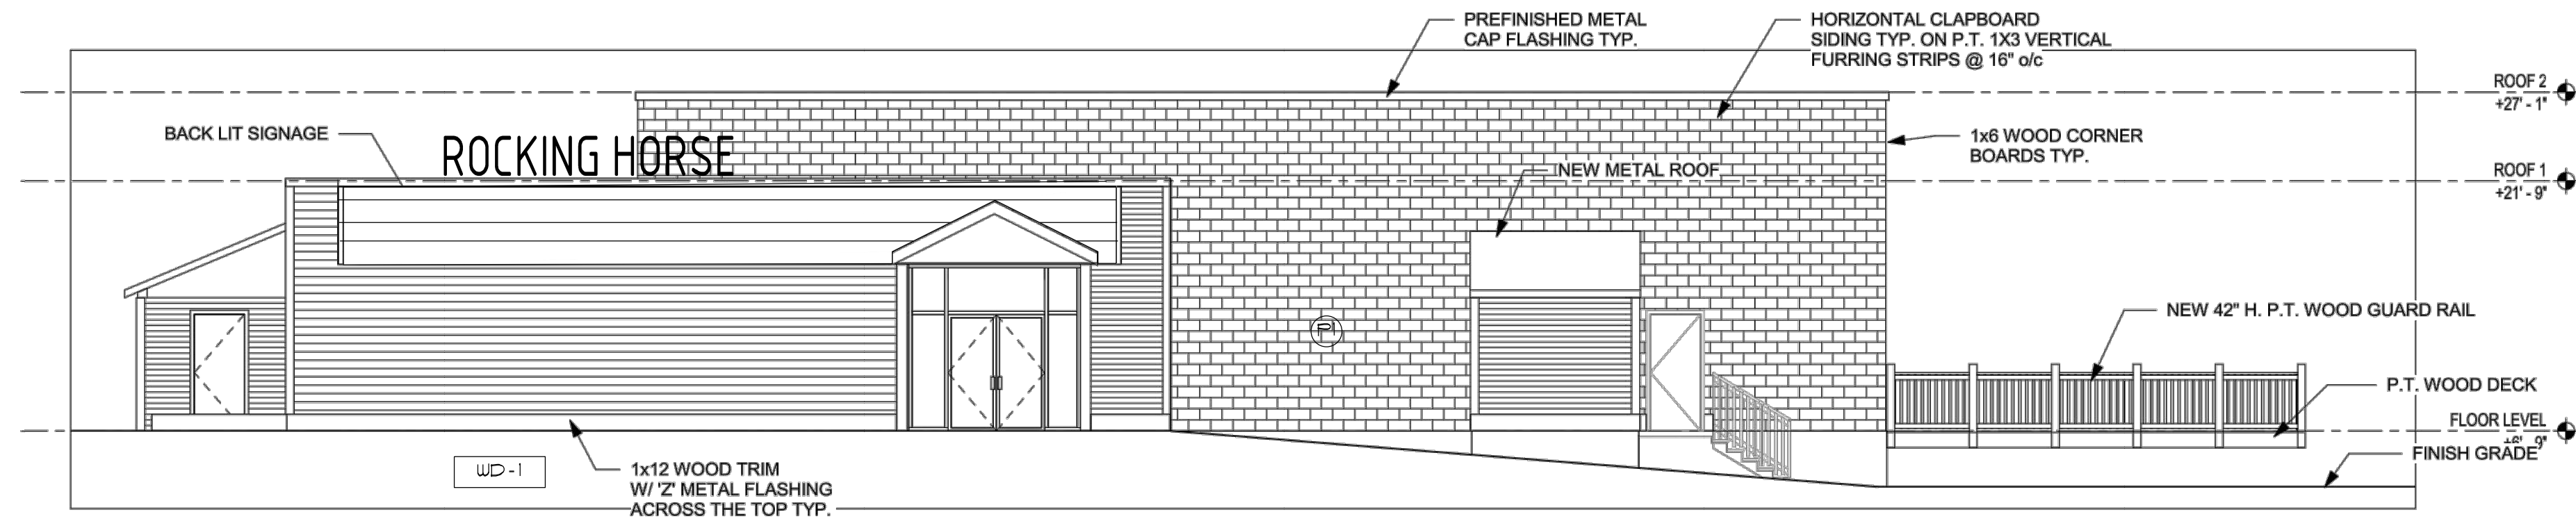 PREFINISHED METAL
CAP FLASHING TYP.
HORIZONTAL CLAPBOARD
SIDING TYP. ON P.T. 1X3 VERTICAL
FURRING STRIPS @ 16" o/c
ROOF 2
+27' - 1"
BACK LIT SIGNAGE
ROCKING HORSE
1x6 WOOD CORNER
BOARDS TYP.
NEW METAL ROOF
ROOF 1
+21' - 9"
NEW 42" H. P.T. WOOD GUARD RAIL
P1
P.T. WOOD DECK
FLOOR LEVEL
+6' - 9"
FINISH GRADE
WD-1
1x12 WOOD TRIM
W/ 'Z' METAL FLASHING
ACROSS THE TOP TYP.